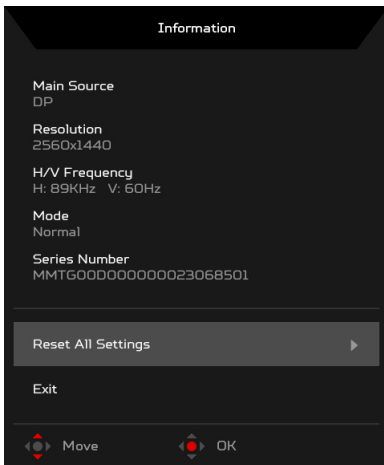 Information
Main Source
DP
Resolution
2560x1440
H/V Frequency
H: 89KHz V: 60Hz
Mode
Normal
Series Number
MMTG00D000000023068501
Reset All Settings
Exit
Move OK